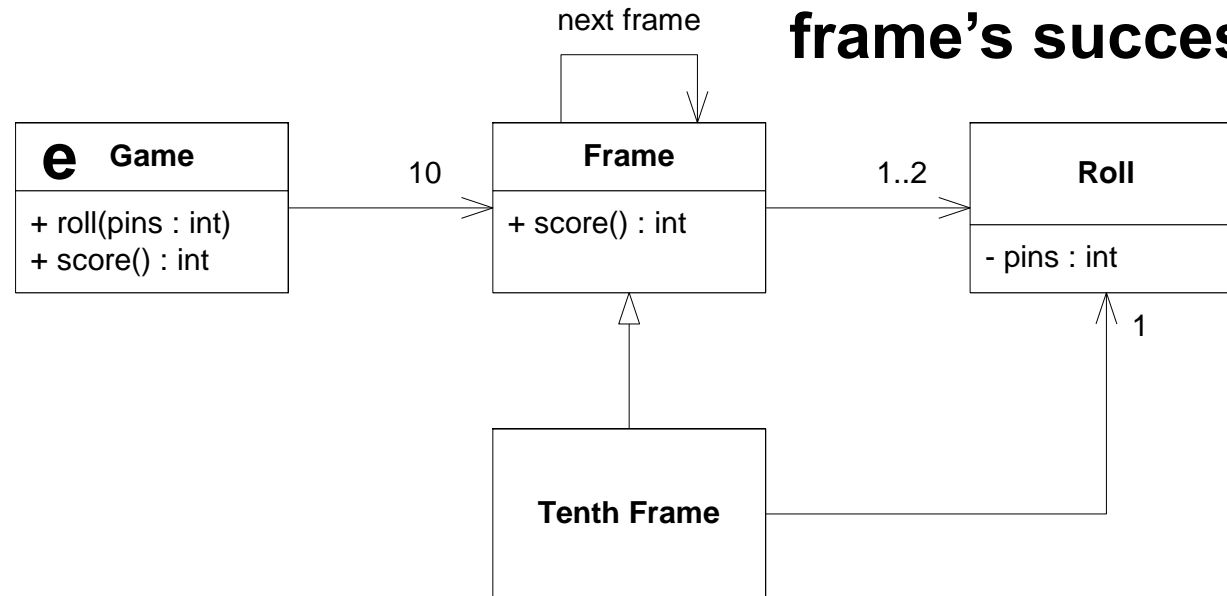 next frame
frame's succes
e Game
10
Frame
1..2
Roll
+ roll(pins : int)
+ score() : int
+ score() : int
- pins : int
1
Tenth Frame